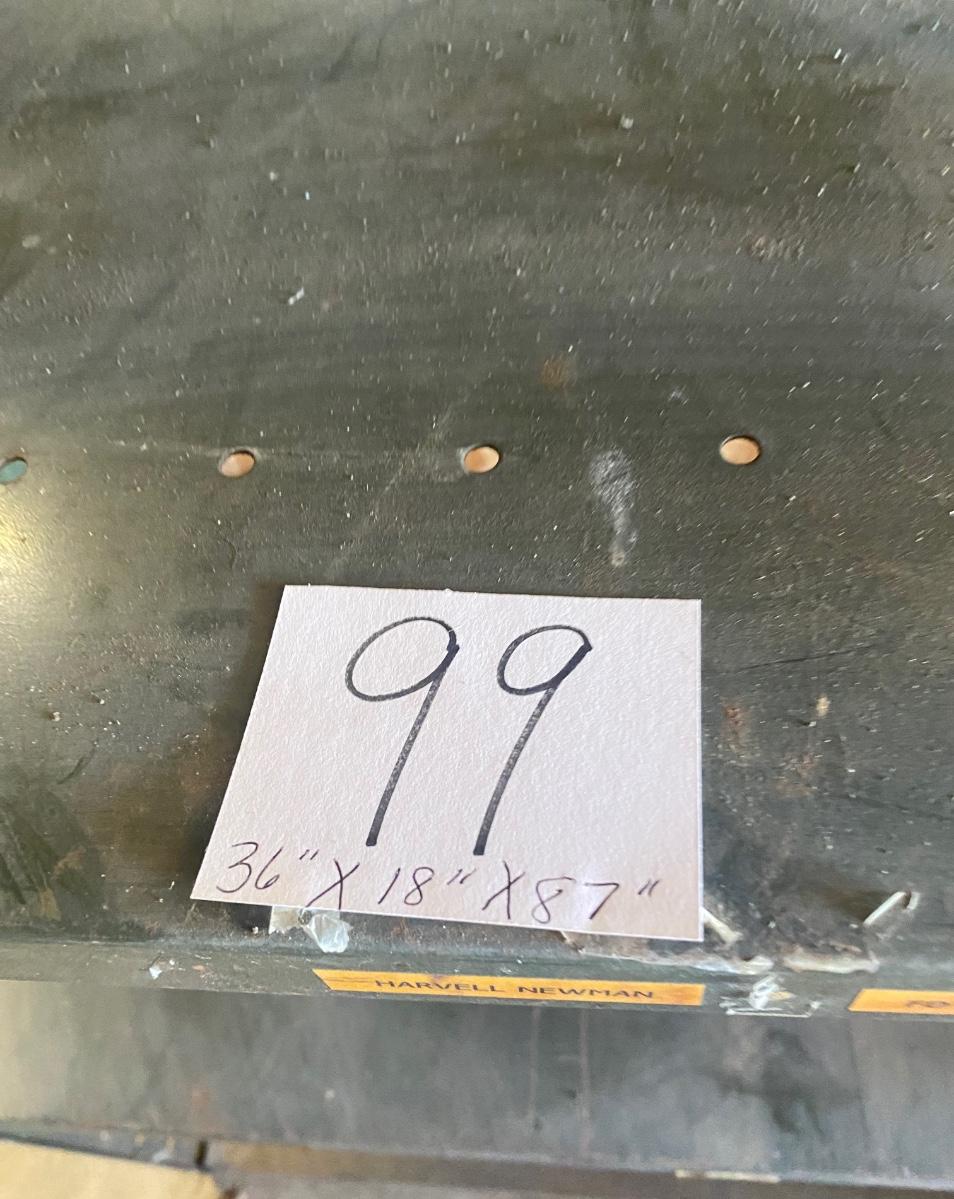 99
36" X 18" X 87"
HARVELL NEWMAN